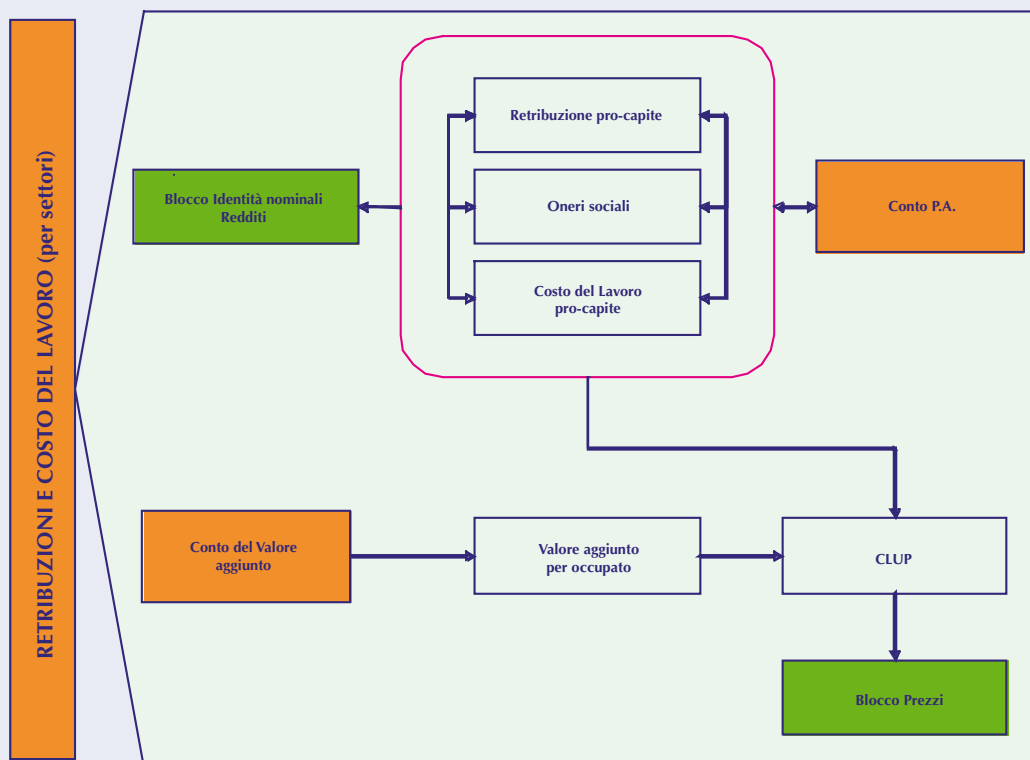 RETRIBUZIONI E COSTO DEL LAVORO (per settori)
Retribuzione pro-capite
Blocco Identità nominali
Redditi
Oneri sociali
Conto P.A.
Costo del Lavoro
pro-capite
Conto del Valore
aggiunto
Valore aggiunto
per occupato
CLUP
Blocco Prezzi